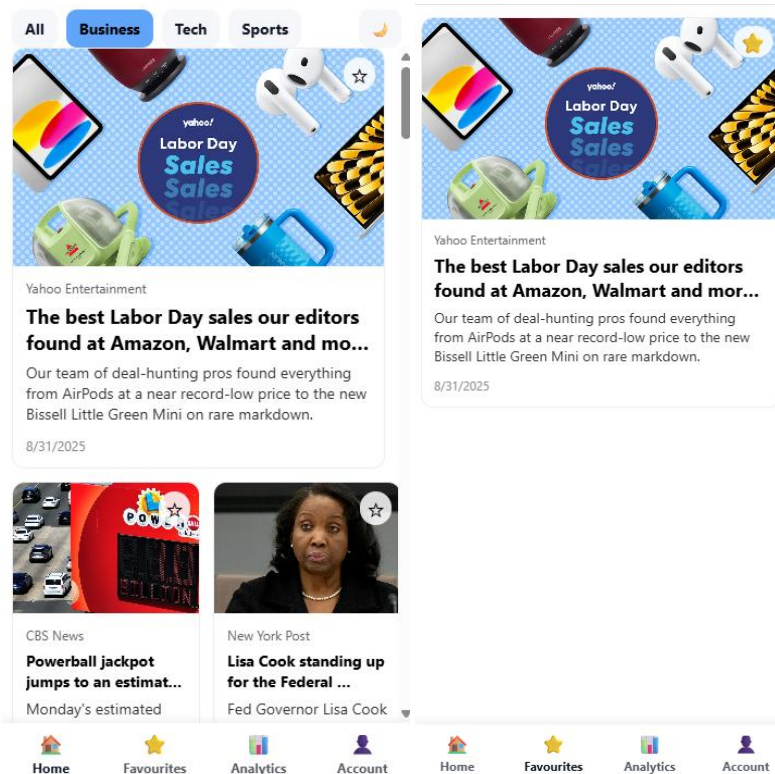 All Business Tech Sports
yahoo!
Labor Day
Sales
Sales
Sales
Yahoo Entertainment
The best Labor Day sales our editors
found at Amazon, Walmart and mo...
Our team of deal-hunting pros found everything
from AirPods at a near record-low price to the new
Bissell Little Green Mini on rare markdown.
8/31/2025
POWER
BILLION
CBS News
Powerball jackpot
jumps to an estimat...
Monday's estimated
New York Post
Lisa Cook standing up
for the Federal ...
Fed Governor Lisa Cook
Home Favourites Analytics Account
yahoo!
Labor Day
Sales
Sales
Sales
Yahoo Entertainment
The best Labor Day sales our editors
found at Amazon, Walmart and mor...
Our team of deal-hunting pros found everything
from AirPods at a near record-low price to the new
Bissell Little Green Mini on rare markdown.
8/31/2025
Home Favourites Analytics Account